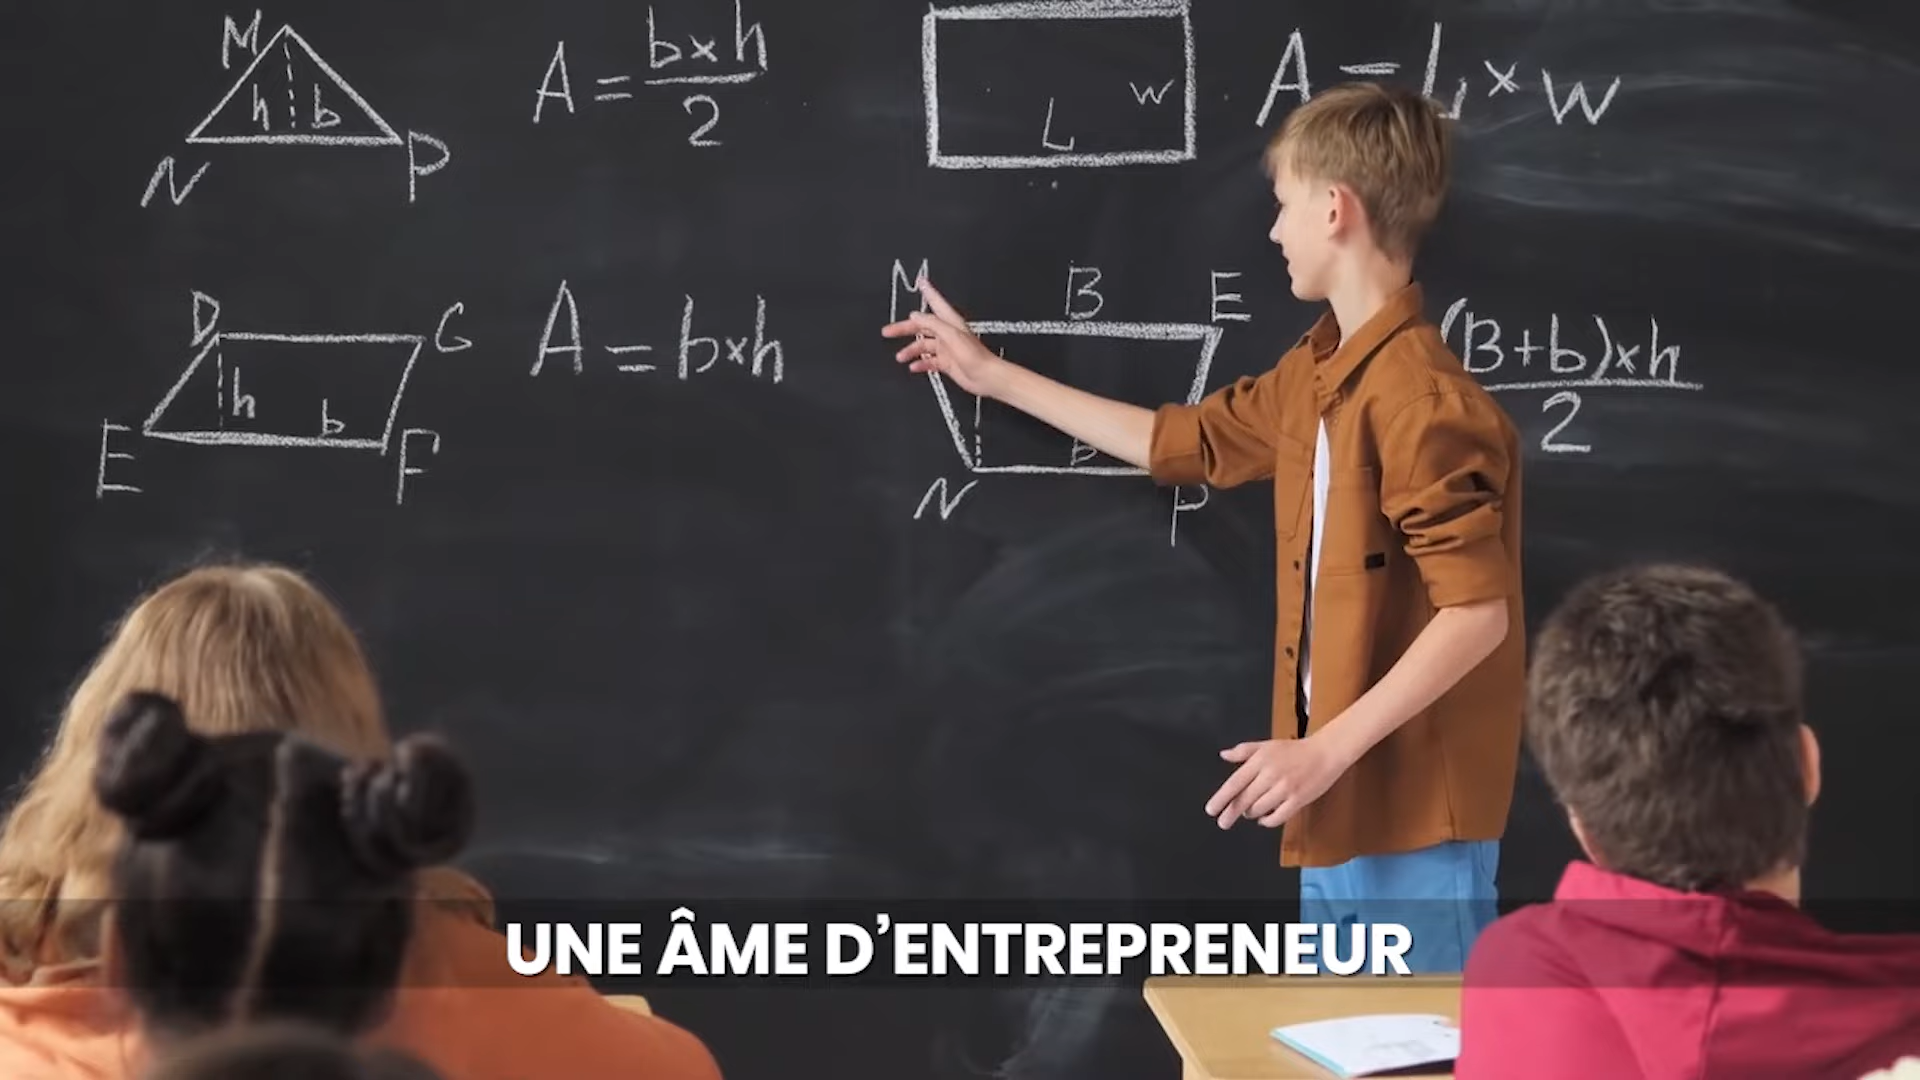 M
h b
N P
A = b×h
2
L w
A = L × w
D G
h b
E F
A = b×h
M B E
b
N P
(B+b)×h
2
UNE ÂME D’ENTREPRENEUR